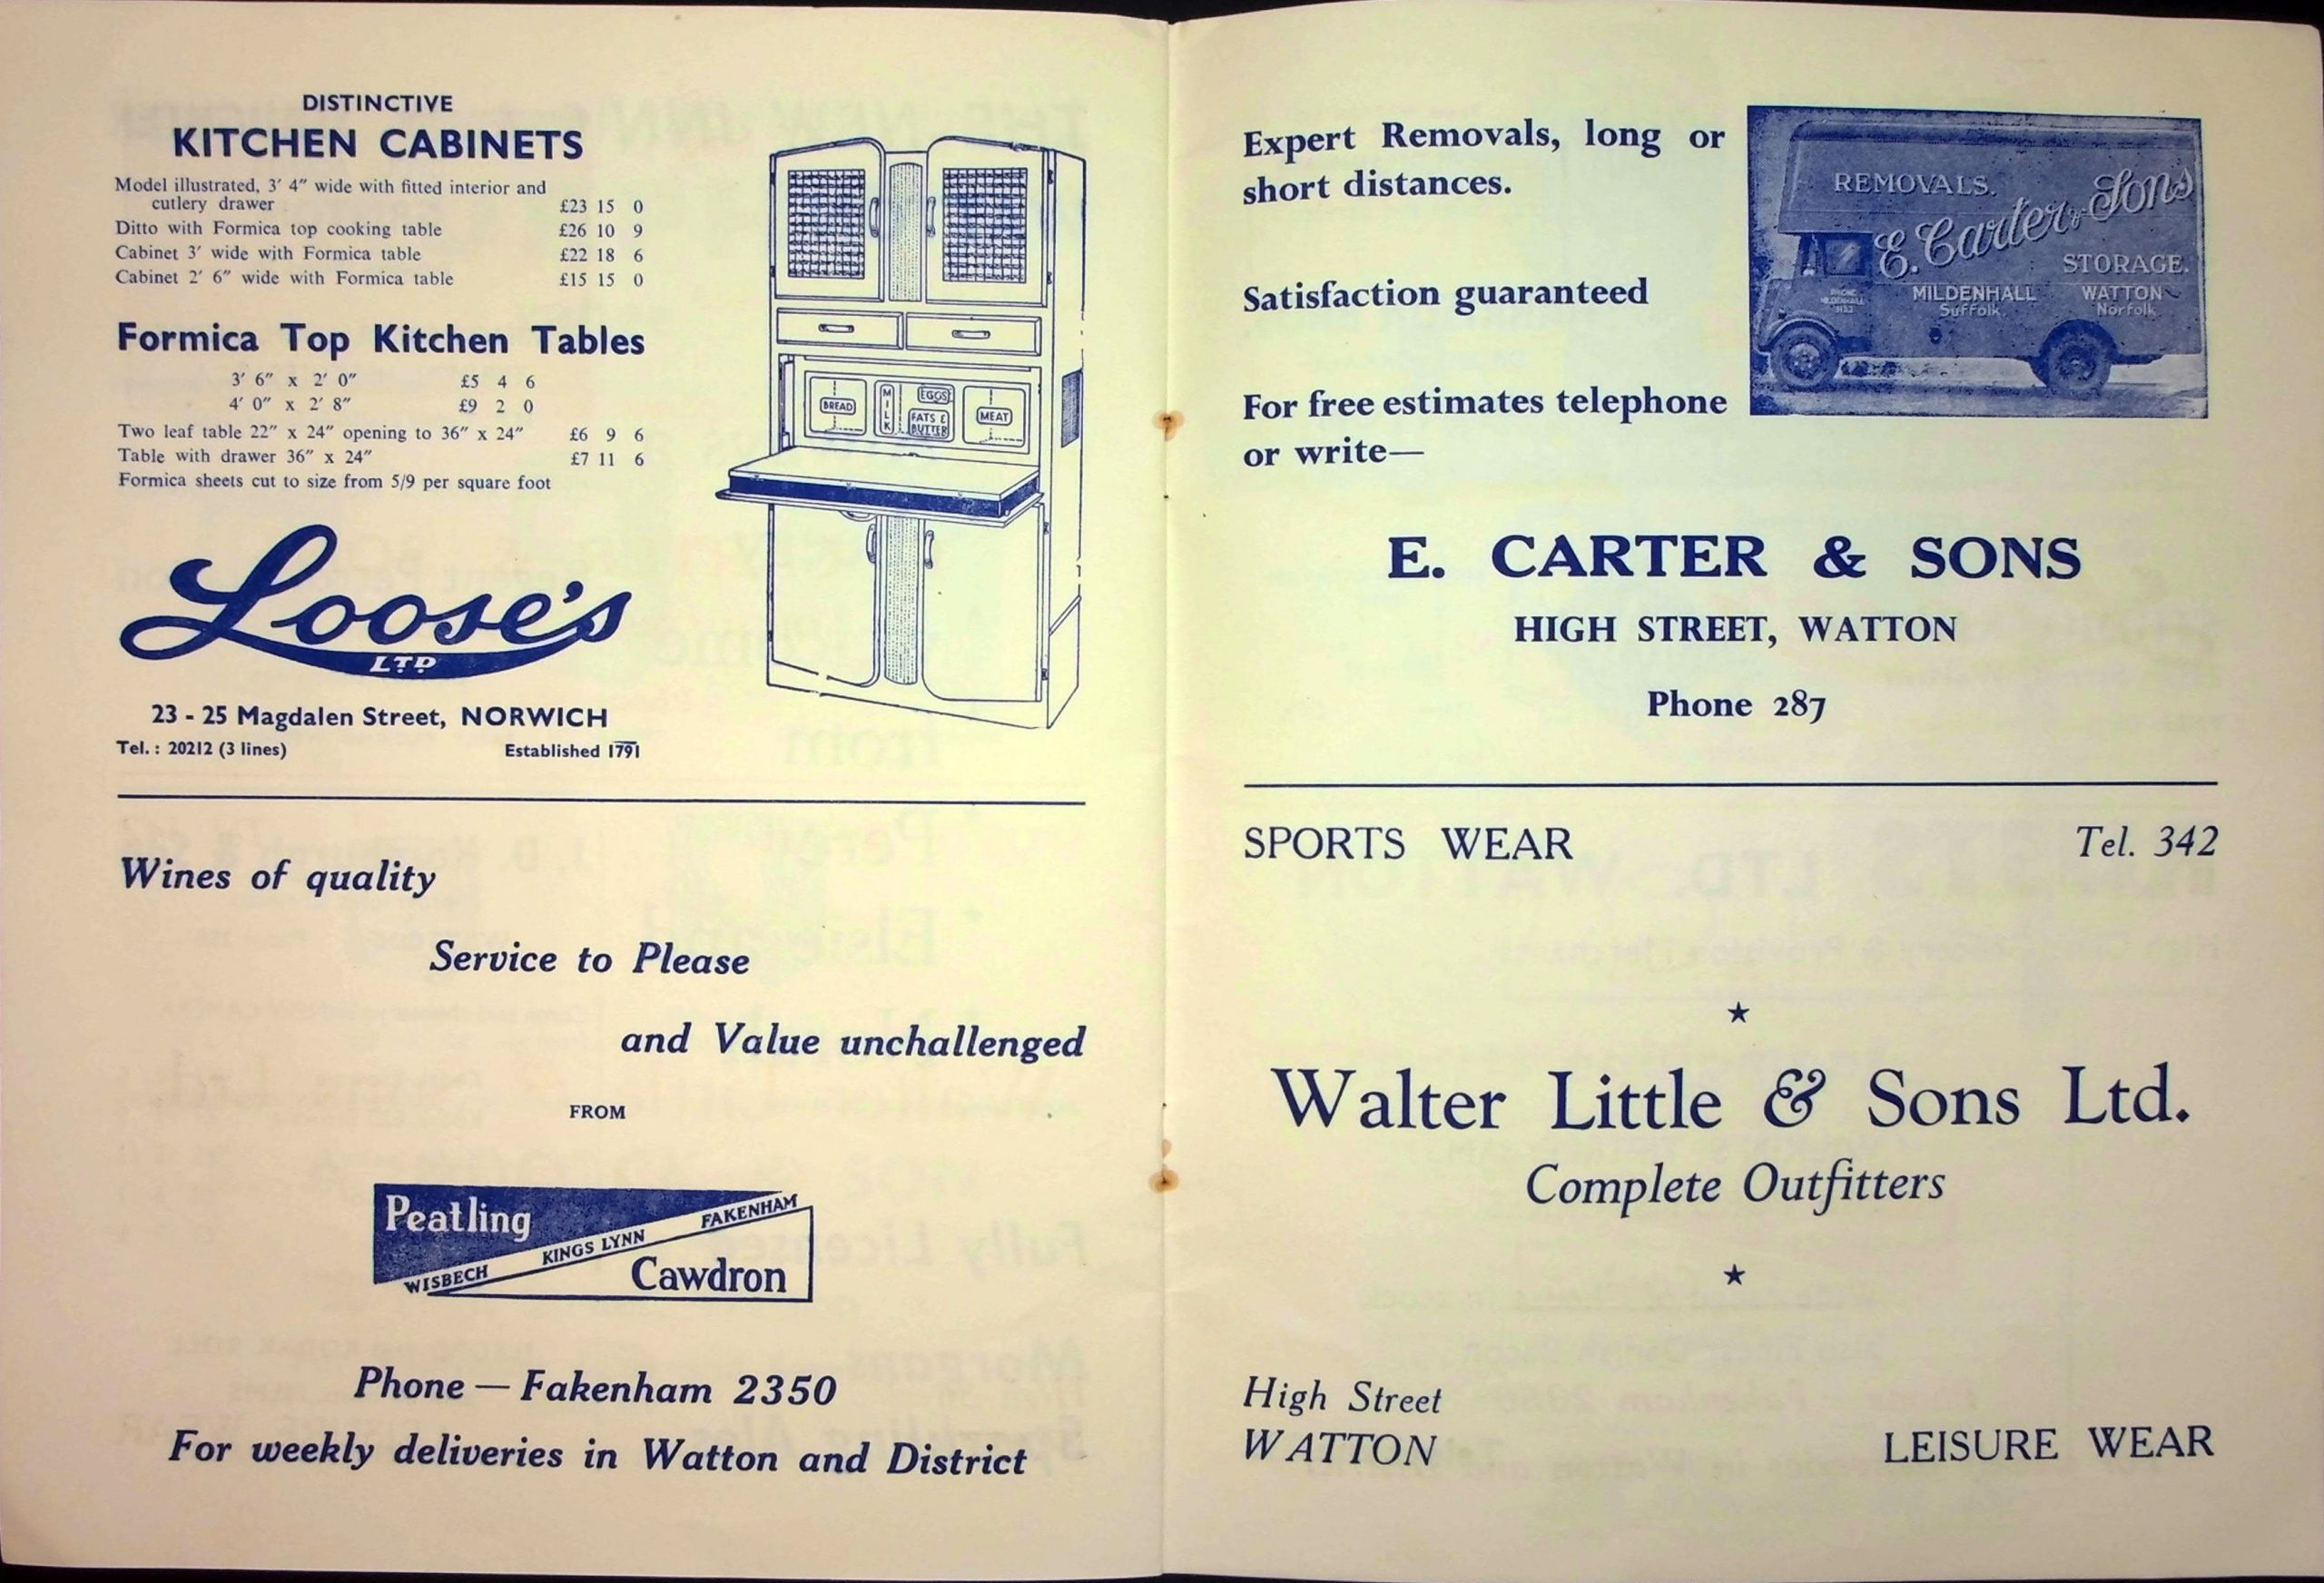 DISTINCTIVE
KITCHEN CABINETS
Model illustrated, 3′ 4″ wide with fitted interior and
cutlery drawer £23 15 0
Ditto with Formica top cooking table £26 10 9
Cabinet 3′ wide with Formica table £22 18 6
Cabinet 2′ 6″ wide with Formica table £15 15 0
Formica Top Kitchen Tables
3′ 6″ x 2′ 0″ £5 4 6
4′ 0″ x 2′ 8″ £9 2 0
Two leaf table 22″ x 24″ opening to 36″ x 24″ £6 9 6
Table with drawer 36″ x 24″ £7 11 6
Formica sheets cut to size from 5/9 per square foot
BREAD
MILK
EGGS
FATS &
BUTTER
MEAT
Loose's
LTD
23 - 25 Magdalen Street, NORWICH
Tel.: 20212 (3 lines) Established 1791
Wines of quality
Service to Please
and Value unchallenged
FROM
Peatling
WISBECH KINGS LYNN FAKENHAM
Cawdron
Phone — Fakenham 2350
For weekly deliveries in Watton and District
Expert Removals, long or
short distances.
Satisfaction guaranteed
For free estimates telephone
or write—
REMOVALS.
E. Carter & Sons
STORAGE.
MILDENHALL WATTON
Suffolk. Norfolk
PHONE
MILDENHALL
E. CARTER & SONS
HIGH STREET, WATTON
Phone 287
SPORTS WEAR Tel. 342
★
Walter Little & Sons Ltd.
Complete Outfitters
★
High Street
WATTON LEISURE WEAR